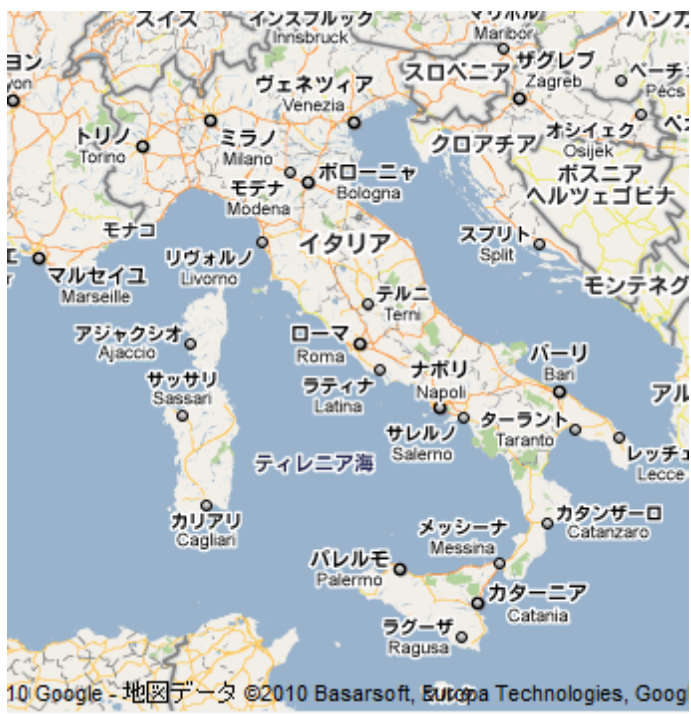 スイス
インスブルック
Innsbruck
マリボル
Maribor
ハンガ
ヨン
yon
ヴェネツィア
Venezia
スロベニア
ザグレブ
Zagreb
ペーチ
Pécs
トリノ
Torino
ミラノ
Milano
オシイェク
Osijek
クロアチア
モデナ
Modena
ボローニャ
Bologna
ボスニア
ヘルツェゴビナ
モナコ
マルセイユ
Marseille
リヴォルノ
Livorno
イタリア
スプリト
Split
モンテネグ
テルニ
Terni
アジャクシオ
Ajaccio
ローマ
Roma
サッサリ
Sassari
ラティナ
Latina
ナポリ
Napoli
バーリ
Bari
アル
サレルノ
Salerno
ターラント
Taranto
レッチェ
Lecce
ティレニア海
カリアリ
Cagliari
メッシーナ
Messina
カタンザーロ
Catanzaro
パレルモ
Palermo
カターニア
Catania
ラグーザ
Ragusa
10 Google - 地図データ ©2010 Basarsoft, Europa Technologies, Googl